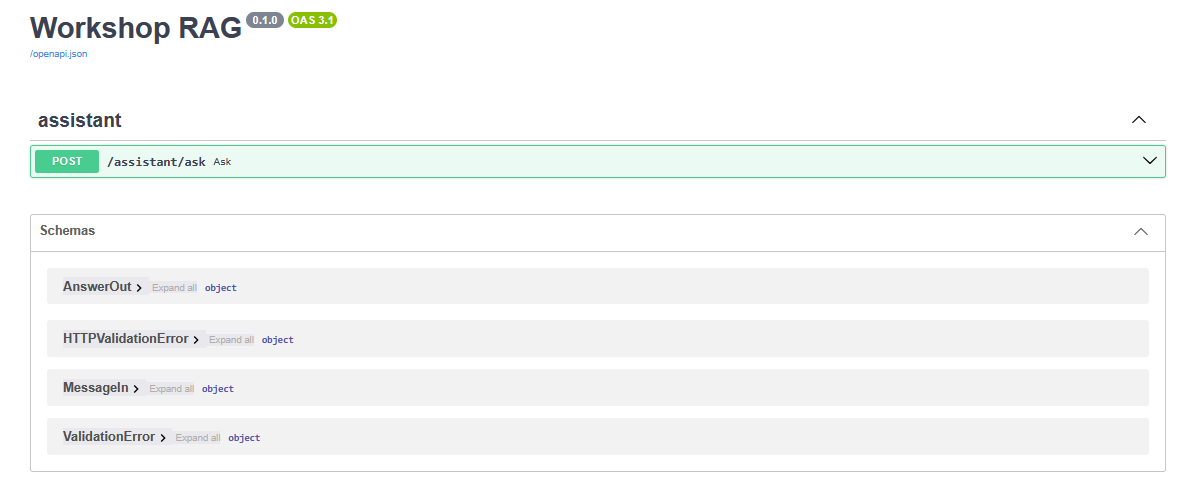 Workshop RAG 0.1.0 OAS 3.1
/openapi.json
assistant
POST /assistant/ask Ask
Schemas
AnswerOut Expand all object
HTTPValidationError Expand all object
MessageIn Expand all object
ValidationError Expand all object